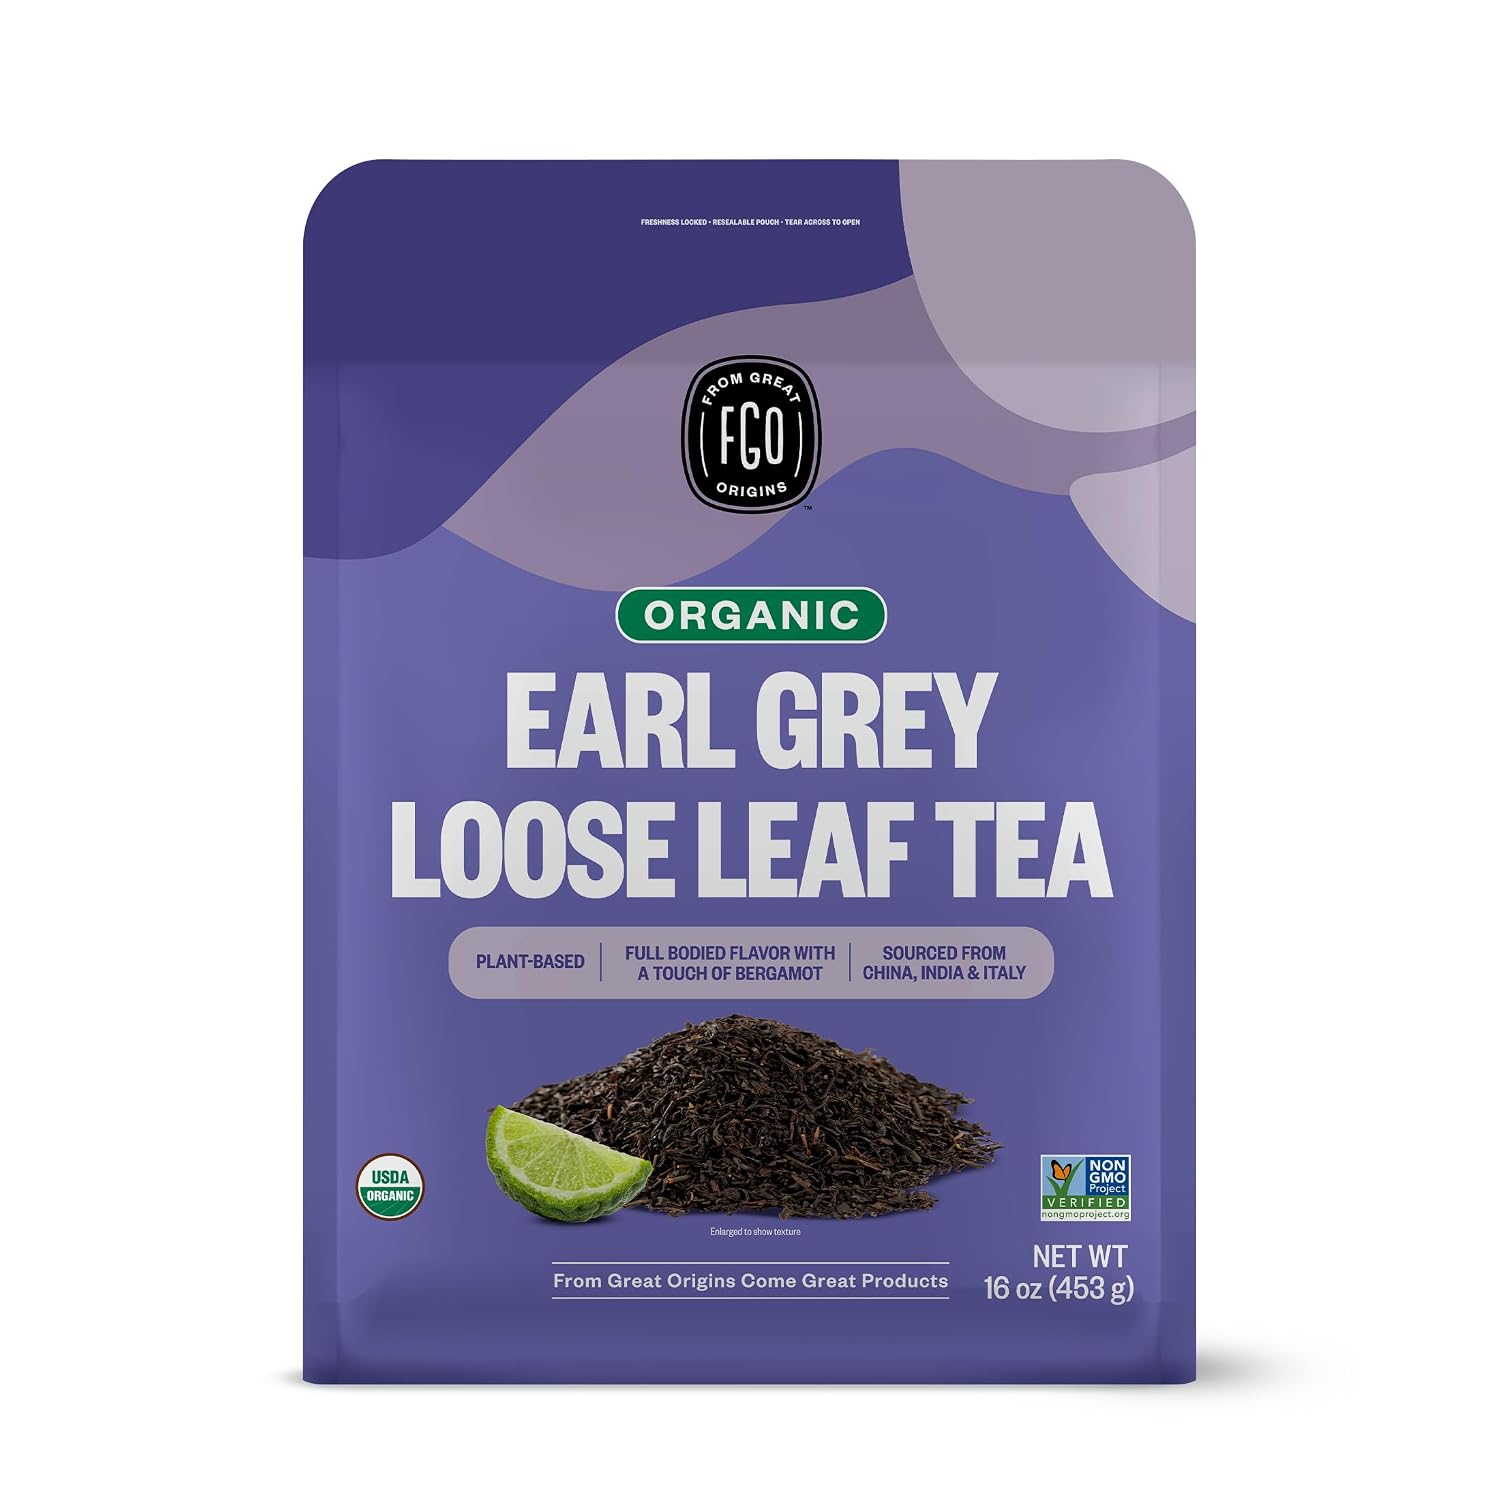 FRESHNESS LOCKED • RESEALABLE POUCH • TEAR ACROSS TO OPEN
FROM GREAT
FGO
ORIGINS
™
ORGANIC
EARL GREY
LOOSE LEAF TEA
PLANT-BASED
FULL BODIED FLAVOR WITH
A TOUCH OF BERGAMOT
SOURCED FROM
CHINA, INDIA & ITALY
USDA
ORGANIC
NON
GMO
Project
VERIFIED
nongmoproject.org
Enlarged to show texture
From Great Origins Come Great Products
NET WT
16 oz (453 g)